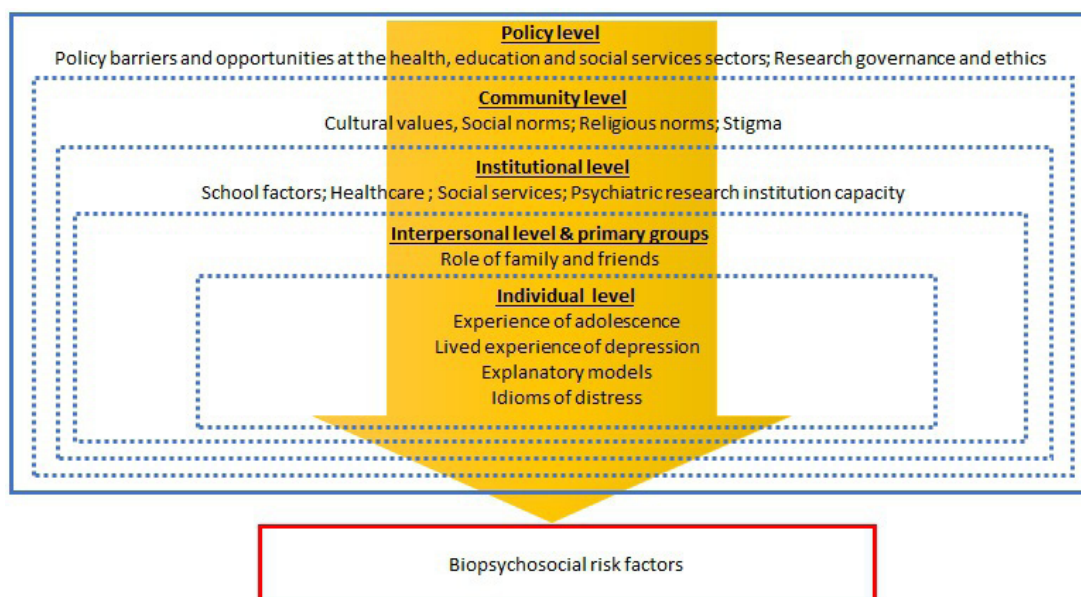 Policy level
Policy barriers and opportunities at the health, education and social services sectors; Research governance and ethics
Community level
Cultural values, Social norms; Religious norms; Stigma
Institutional level
School factors; Healthcare ; Social services; Psychiatric research institution capacity
Interpersonal level & primary groups
Role of family and friends
Individual level
Experience of adolescence
Lived experience of depression
Explanatory models
Idioms of distress
Biopsychosocial risk factors